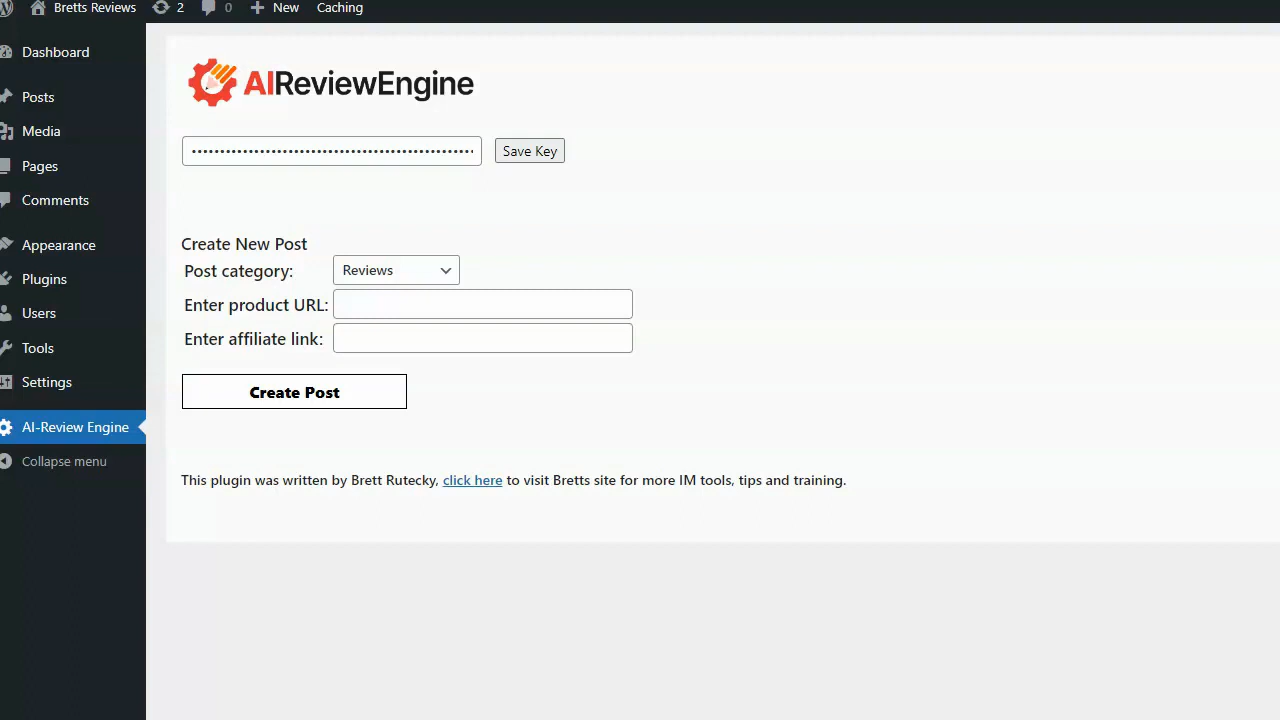 Bretts Reviews 2 0 New Caching
Dashboard
Posts
Media
Pages
Comments
Appearance
Plugins
Users
Tools
Settings
AI-Review Engine
Collapse menu
AIReviewEngine
Save Key
Create New Post
Post category: Reviews
Enter product URL:
Enter affiliate link:
Create Post
This plugin was written by Brett Rutecky, click here to visit Bretts site for more IM tools, tips and training.